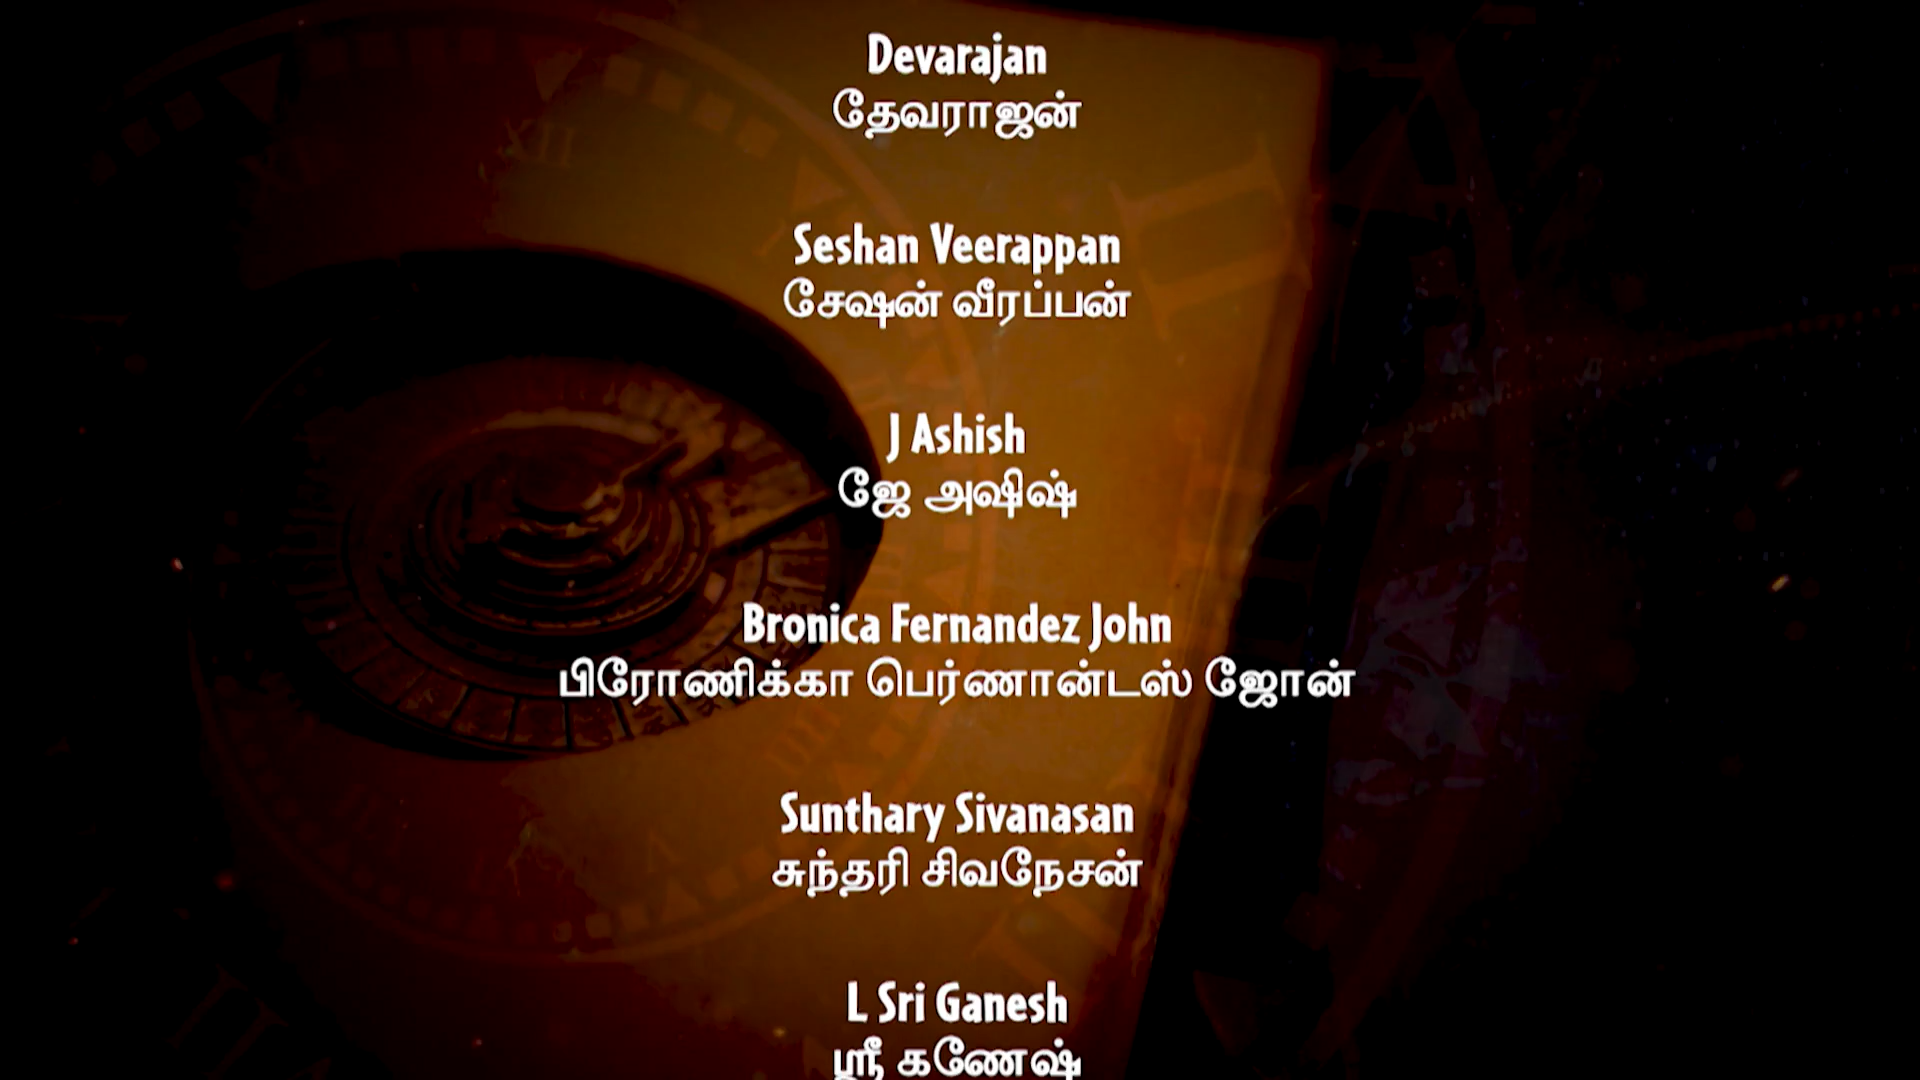 Devarajan
தேவராஜன்
Seshan Veerappan
சேஷன் வீரப்பன்
J Ashish
ஜே அஷிஷ்
Bronica Fernandez John
பிரோணிக்கா பெர்ணான்டஸ் ஜோன்
Sunthary Sivanasan
சுந்தரி சிவநேசன்
L Sri Ganesh
ஸ்ரீ கணேஷ்
XII